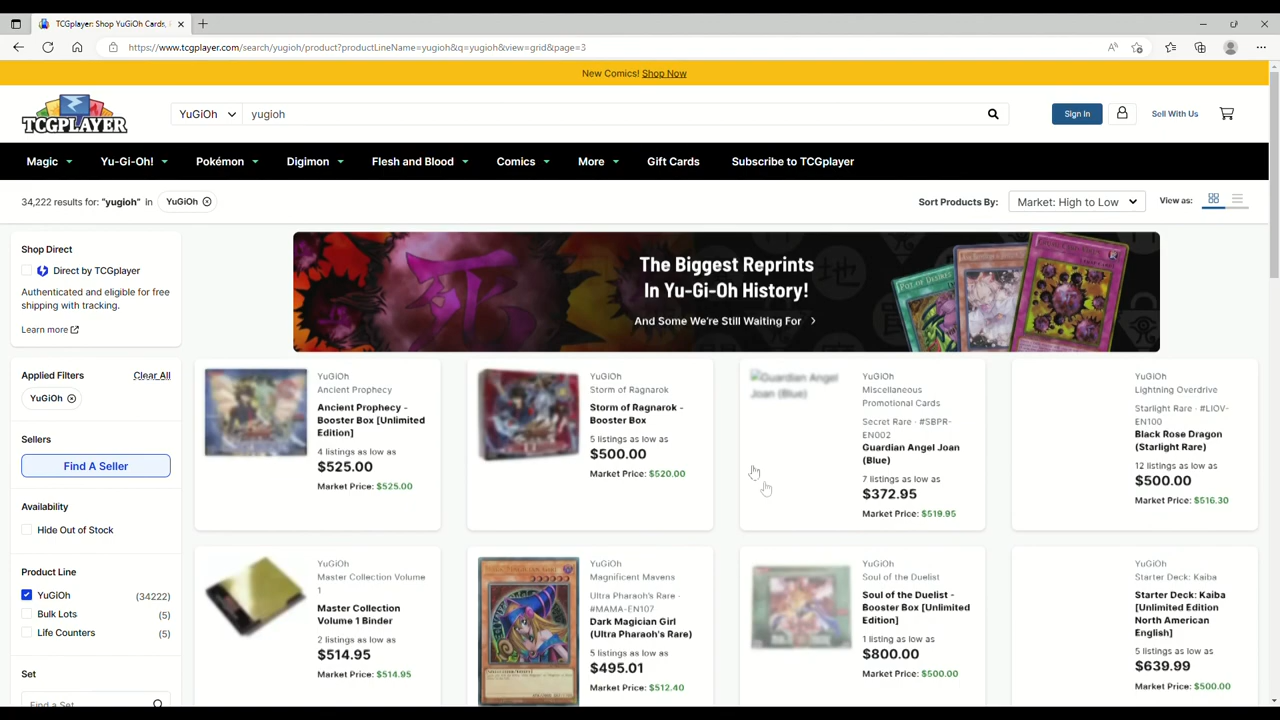 TCGplayer: Shop YuGiOh Cards,
https://www.tcgplayer.com/search/yugioh/product?productLineName=yugioh&q=yugioh&view=grid&page=3
New Comics! Shop Now
TCGPLAYER
YuGiOh
yugioh
Sign In
Sell With Us
Magic
Yu-Gi-Oh!
Pokémon
Digimon
Flesh and Blood
Comics
More
Gift Cards
Subscribe to TCGplayer
34,222 results for: "yugioh" in
YuGiOh
Sort Products By:
Market: High to Low
View as:
Shop Direct
Direct by TCGplayer
Authenticated and eligible for free
shipping with tracking.
Learn more
Applied Filters
Clear All
YuGiOh
Sellers
Find A Seller
Availability
Hide Out of Stock
Product Line
YuGiOh (34222)
Bulk Lots (5)
Life Counters (5)
Set
Find a Set
The Biggest Reprints
In Yu-Gi-Oh History!
And Some We're Still Waiting For
POT OF DESIRES
YuGiOh
Ancient Prophecy
Ancient Prophecy -
Booster Box [Unlimited
Edition]
4 listings as low as
$525.00
Market Price: $525.00
YuGiOh
Storm of Ragnarok
Storm of Ragnarok -
Booster Box
5 listings as low as
$500.00
Market Price: $520.00
Guardian Angel
Joan (Blue)
YuGiOh
Miscellaneous
Promotional Cards
Secret Rare · #SBPR-
EN002
Guardian Angel Joan
(Blue)
7 listings as low as
$372.95
Market Price: $519.95
YuGiOh
Lightning Overdrive
Starlight Rare · #LIOV-
EN100
Black Rose Dragon
(Starlight Rare)
12 listings as low as
$500.00
Market Price: $516.30
YuGiOh
Master Collection Volume
1
Master Collection
Volume 1 Binder
2 listings as low as
$514.95
Market Price: $514.95
YuGiOh
Magnificent Mavens
Ultra Pharaoh's Rare ·
#MAMA-EN107
Dark Magician Girl
(Ultra Pharaoh's Rare)
5 listings as low as
$495.01
Market Price: $512.40
YuGiOh
Soul of the Duelist
Soul of the Duelist -
Booster Box [Unlimited
Edition]
1 listing as low as
$800.00
Market Price: $500.00
YuGiOh
Starter Deck: Kaiba
Starter Deck: Kaiba
[Unlimited Edition
North American
English]
5 listings as low as
$639.99
Market Price: $500.00